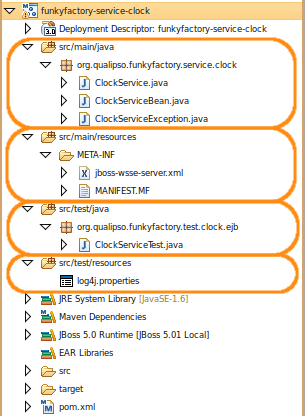 funkyfactory-service-clock
Deployment Descriptor: funkyfactory-service-clock
src/main/java
org.qualipso.funkyfactory.service.clock
ClockService.java
ClockServiceBean.java
ClockServiceException.java
src/main/resources
META-INF
jboss-wsse-server.xml
MANIFEST.MF
src/test/java
org.qualipso.funkyfactory.test.clock.ejb
ClockServiceTest.java
src/test/resources
log4j.properties
JRE System Library [JavaSE-1.6]
Maven Dependencies
JBoss 5.0 Runtime [JBoss 5.01 Local]
EAR Libraries
src
target
pom.xml